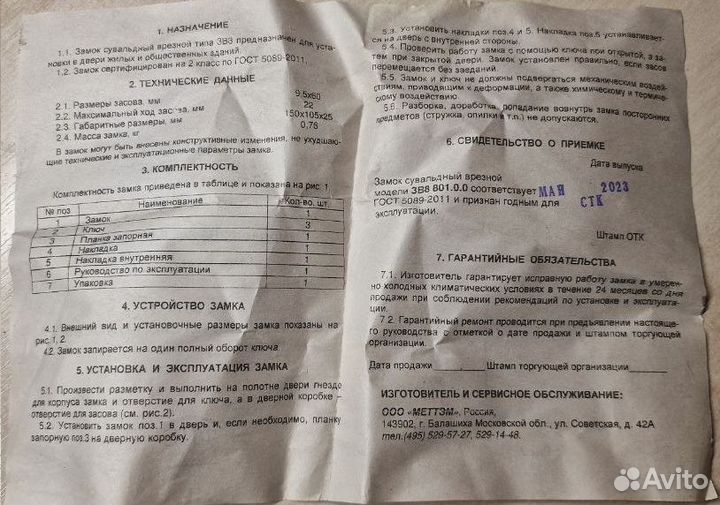 1. НАЗНАЧЕНИЕ
1.1. Замок сувальдный врезной типа ЗВ3 предназначен для уста-
новки в двери жилых и общественных зданий.
1.2. Замок сертифицирован на 2 класс по ГОСТ 5089-2011.
2. ТЕХНИЧЕСКИЕ ДАННЫЕ
2.1. Размеры засова, мм 9,5х60
2.2. Максимальный ход засова, мм 22
2.3. Габаритные размеры, мм 150х105х25
2.4. Масса замка, кг 0,76
В замок могут быть внесены конструктивные изменения, не ухудшаю-
щие технические и эксплуатационные параметры замка.
3. КОМПЛЕКТНОСТЬ
Комплектность замка приведена в таблице и показана на рис. 1.
№ поз Наименование Кол-во. шт.
1 Замок 1
2 Ключ 3
3 Планка запорная 1
4 Накладка 1
5 Накладка внутренняя 1
6 Руководство по эксплуатации 1
7 Упаковка 1
4. УСТРОЙСТВО ЗАМКА
4.1. Внешний вид и установочные размеры замка показаны на
рис. 1, 2.
4.2. Замок запирается на один полный оборот ключа
5. УСТАНОВКА И ЭКСПЛУАТАЦИЯ ЗАМКА
5.1. Произвести разметку и выполнить на полотне двери гнездо
для корпуса замка и отверстие для ключа, а в дверной коробке -
отверстие для засова (см. рис.2).
5.2. Установить замок поз.1 в дверь и, если необходимо, планку
запорную поз.3 на дверную коробку.
5.3. Установить накладки поз.4 и 5. Накладка поз.5 устанавливает-
ся на дверь с внутренней стороны.
5.4. Проверить работу замка с помощью ключа при открытой, а за-
тем при закрытой двери. Замок установлен правильно, если засов
перемещается без заеданий.
5.5. Замок и ключ не должны подвергаться механическим воздей-
ствиям, приводящим к деформации, а также химическому и термиче-
скому воздействию.
5.6. Разборка, доработка, попадание вовнутрь замка посторонних
предметов (стружка, опилки и т.п.) не допускаются.
6. СВИДЕТЕЛЬСТВО О ПРИЕМКЕ
Дата выпуска
Замок сувальдный врезной
модели ЗВ8 801.0.0 соответствует МАЙ 2023
ГОСТ 5089-2011 и признан годным для СТК
эксплуатации.
Штамп ОТК
7. ГАРАНТИЙНЫЕ ОБЯЗАТЕЛЬСТВА
7.1. Изготовитель гарантирует исправную работу замка в умерен-
но-холодных климатических условиях в течение 24 месяцев со дня
продажи при соблюдении рекомендаций по установке и эксплуата-
ции.
7.2. Гарантийный ремонт проводится при предъявлении настояще-
го руководства с отметкой о дате продажи и штампом торгующей
организации.
Дата продажи Штамп торгующей организации
ИЗГОТОВИТЕЛЬ И СЕРВИСНОЕ ОБСЛУЖИВАНИЕ:
ООО «МЕТТЭМ», Россия,
143902, г. Балашиха Московской обл., ул. Советская, д. 42А
тел.(495) 529-57-27, 529-14-48.
Avito